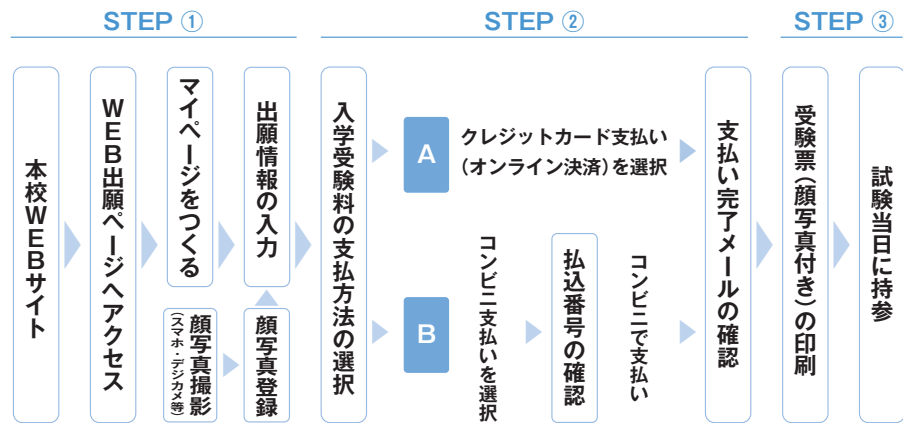 STEP ①
本校WEBサイト
WEB出願ページへアクセス
マイページをつくる
顔写真撮影
(スマホ・デジカメ等)
出願情報の入力
顔写真登録
STEP ②
入学受験料の支払方法の選択
A
クレジットカード支払い
(オンライン決済)を選択
B
コンビニ支払いを選択
払込番号の確認
コンビニで支払い
支払い完了メールの確認
STEP ③
受験票(顔写真付き)の印刷
試験当日に持参